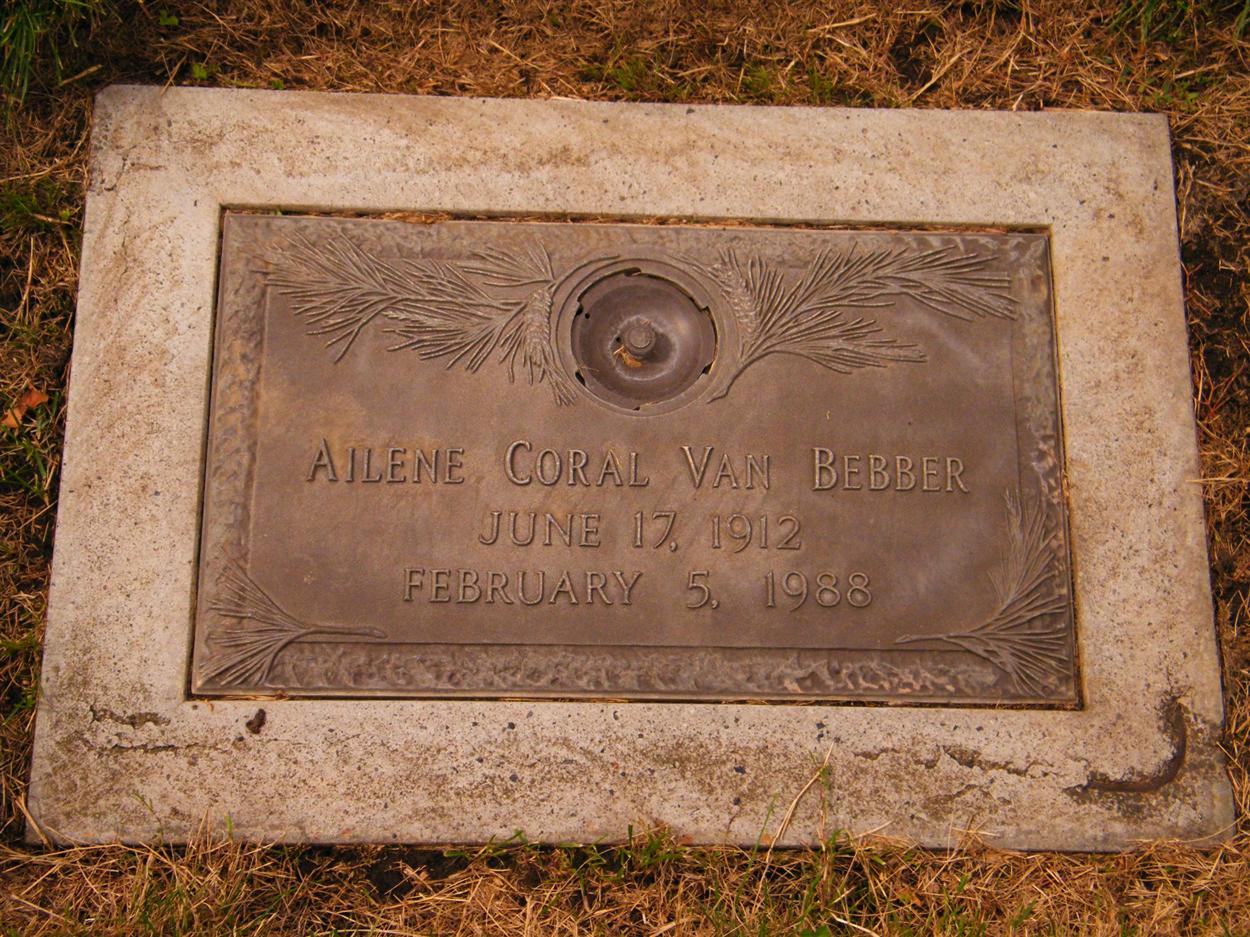 Ailene Coral Van Bebber
June 17, 1912
February 5, 1988